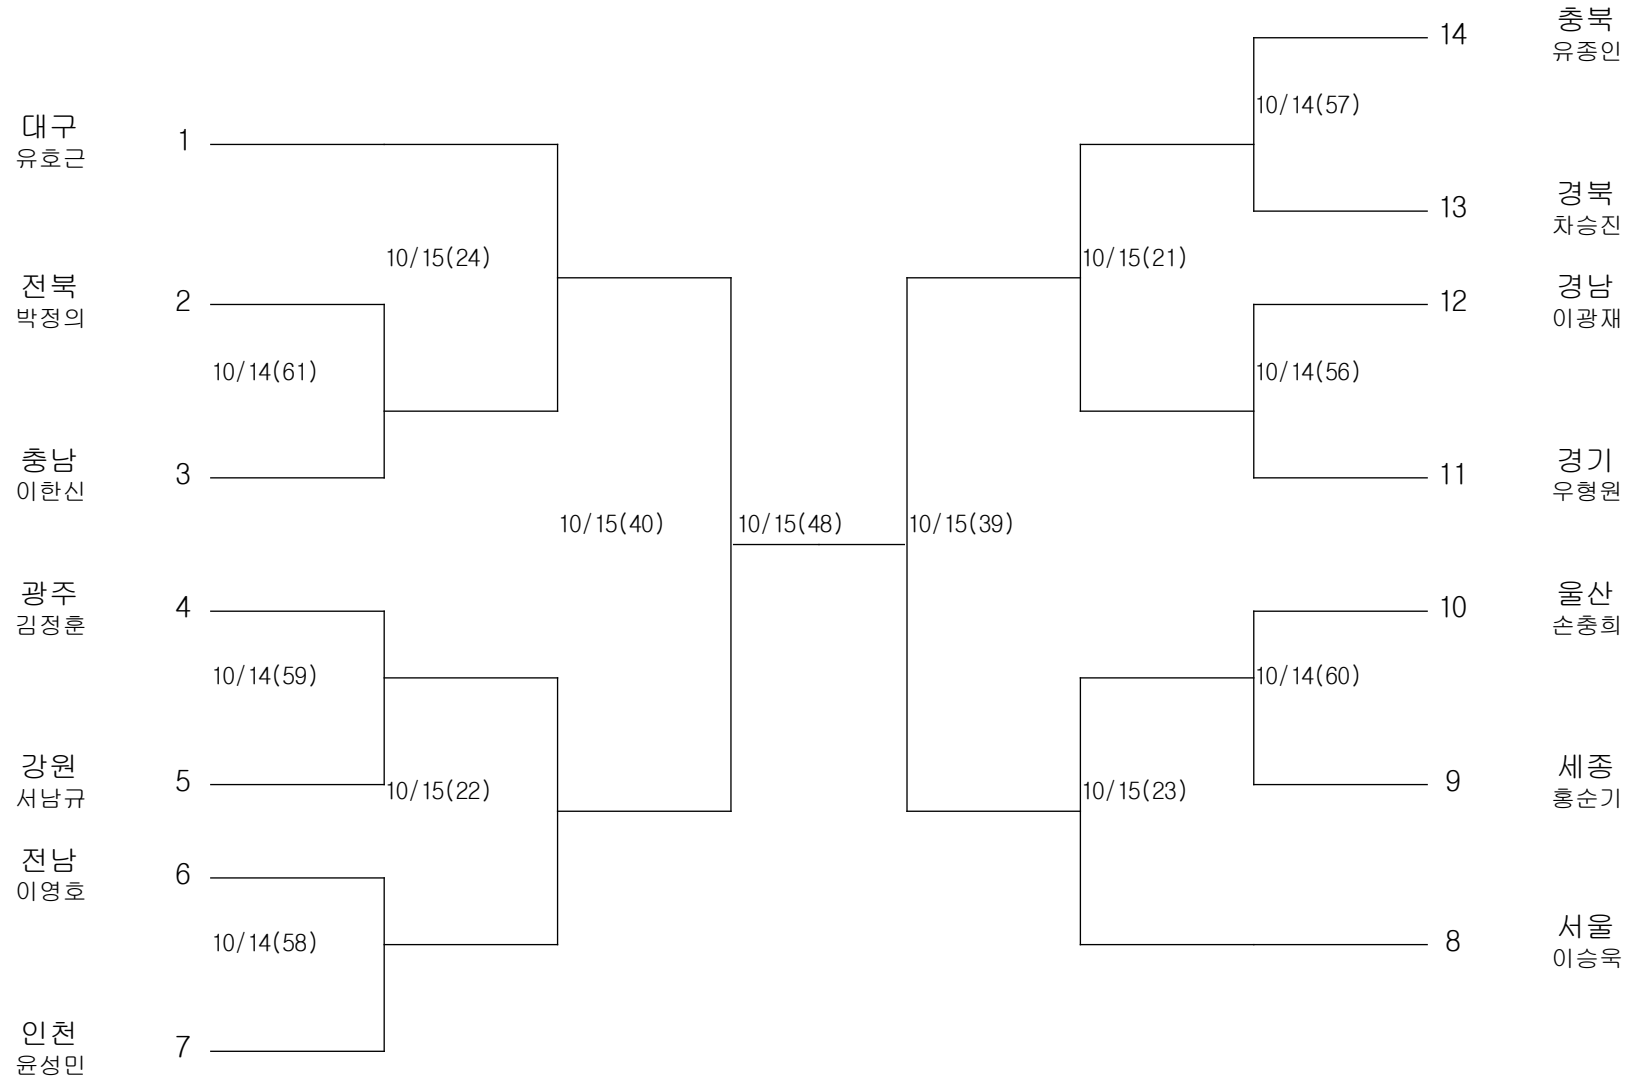 대구
유호근
1
10/15(24)
전북
박정의
2
10/14(61)
충남
이한신
3
10/15(40)
광주
김정훈
4
10/14(59)
강원
서남규
5
10/15(22)
전남
이영호
6
10/14(58)
인천
윤성민
7
10/15(48)
10/15(39)
14
충북
유종인
10/14(57)
13
경북
차승진
10/15(21)
12
경남
이광재
10/14(56)
11
경기
우형원
10
울산
손충희
10/14(60)
9
세종
홍순기
10/15(23)
8
서울
이승욱